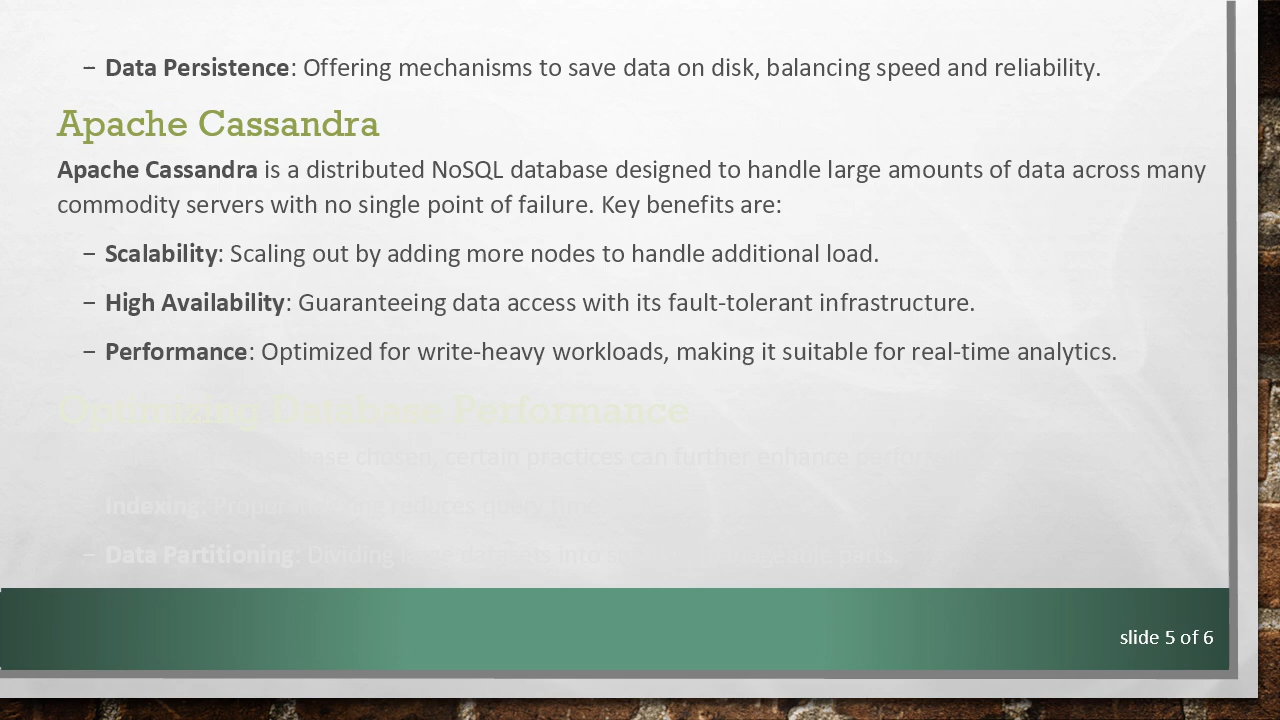 – Data Persistence: Offering mechanisms to save data on disk, balancing speed and reliability.
Apache Cassandra
Apache Cassandra is a distributed NoSQL database designed to handle large amounts of data across many
commodity servers with no single point of failure. Key benefits are:
– Scalability: Scaling out by adding more nodes to handle additional load.
– High Availability: Guaranteeing data access with its fault-tolerant infrastructure.
– Performance: Optimized for write-heavy workloads, making it suitable for real-time analytics.
Optimizing Database Performance
chosen, certain practices can further enhance
Indexing: reduces query
– Data Partitioning: Dividing into
slide 5 of 6